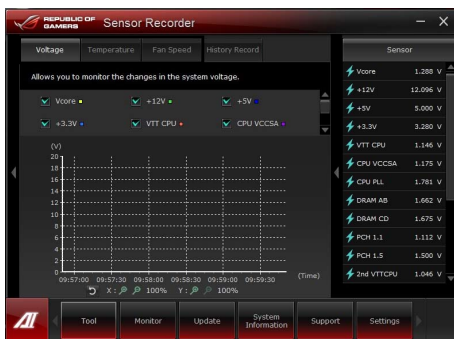 REPUBLIC OF
GAMERS
Sensor Recorder
Voltage Temperature Fan Speed History Record
Allows you to monitor the changes in the system voltage.
Vcore +12V +5V
+3.3V VTT CPU CPU VCCSA
(V)
20
18
16
14
12
10
8
6
4
2
0
09:57:00 09:57:30 09:58:00 09:58:30 09:59:00 09:59:30 (Time)
X : 100% Y : 100%
Sensor
Vcore 1.288 V
+12V 12.096 V
+5V 5.000 V
+3.3V 3.280 V
VTT CPU 1.146 V
CPU VCCSA 1.175 V
CPU PLL 1.781 V
DRAM AB 1.662 V
DRAM CD 1.675 V
PCH 1.1 1.112 V
PCH 1.5 1.500 V
2nd VTTCPU 1.046 V
Tool Monitor Update System
Information Support Settings